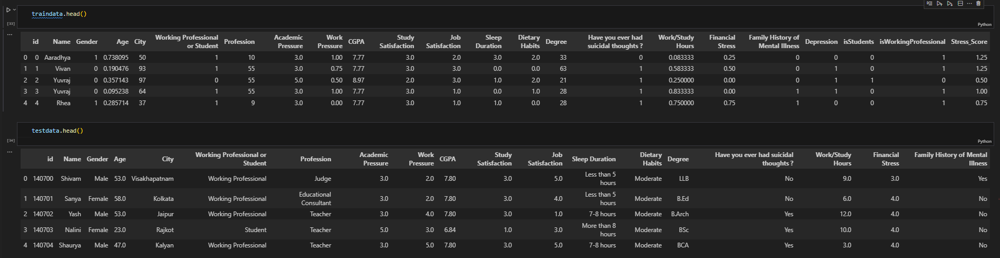 traindata.head()
[33]
Python
...
id Name Gender Age City Working Professional or Student Profession Academic Pressure Work Pressure CGPA Study Satisfaction Job Satisfaction Sleep Duration Dietary Habits Degree Have you ever had suicidal thoughts ? Work/Study Hours Financial Stress Family History of Mental Illness Depression isStudents isWorkingProfessional Stress_Score
0 0 Aaradhya 1 0.738095 50 1 10 3.0 1.00 7.77 3.0 2.0 3.0 2.0 33 0 0.083333 0.25 0 0 0 1 1.25
1 1 Vivan 0 0.190476 93 1 55 3.0 0.75 7.77 3.0 3.0 0.0 0.0 63 1 0.583333 0.50 0 1 0 1 1.25
2 2 Yuvraj 0 0.357143 97 0 55 5.0 0.50 8.97 2.0 3.0 1.0 2.0 21 1 0.250000 0.00 0 1 1 0 0.50
3 3 Yuvraj 0 0.095238 64 1 55 3.0 1.00 7.77 3.0 1.0 0.0 1.0 28 1 0.833333 0.00 1 1 0 1 1.00
4 4 Rhea 1 0.285714 37 1 9 3.0 0.00 7.77 3.0 1.0 1.0 0.0 28 1 0.750000 0.75 1 0 0 1 0.75
testdata.head()
[34]
Python
...
id Name Gender Age City Working Professional or Student Profession Academic Pressure Work Pressure CGPA Study Satisfaction Job Satisfaction Sleep Duration Dietary Habits Degree Have you ever had suicidal thoughts ? Work/Study Hours Financial Stress Family History of Mental Illness
0 140700 Shivam Male 53.0 Visakhapatnam Working Professional Judge 3.0 2.0 7.80 3.0 5.0 Less than 5 hours Moderate LLB No 9.0 3.0 Yes
1 140701 Sanya Female 58.0 Kolkata Working Professional Educational Consultant 3.0 2.0 7.80 3.0 4.0 Less than 5 hours Moderate B.Ed No 6.0 4.0 No
2 140702 Yash Male 53.0 Jaipur Working Professional Teacher 3.0 4.0 7.80 3.0 1.0 7-8 hours Moderate B.Arch Yes 12.0 4.0 No
3 140703 Nalini Female 23.0 Rajkot Student Teacher 5.0 3.0 6.84 1.0 3.0 More than 8 hours Moderate BSc Yes 10.0 4.0 No
4 140704 Shaurya Male 47.0 Kalyan Working Professional Teacher 3.0 5.0 7.80 3.0 5.0 7-8 hours Moderate BCA Yes 3.0 4.0 No